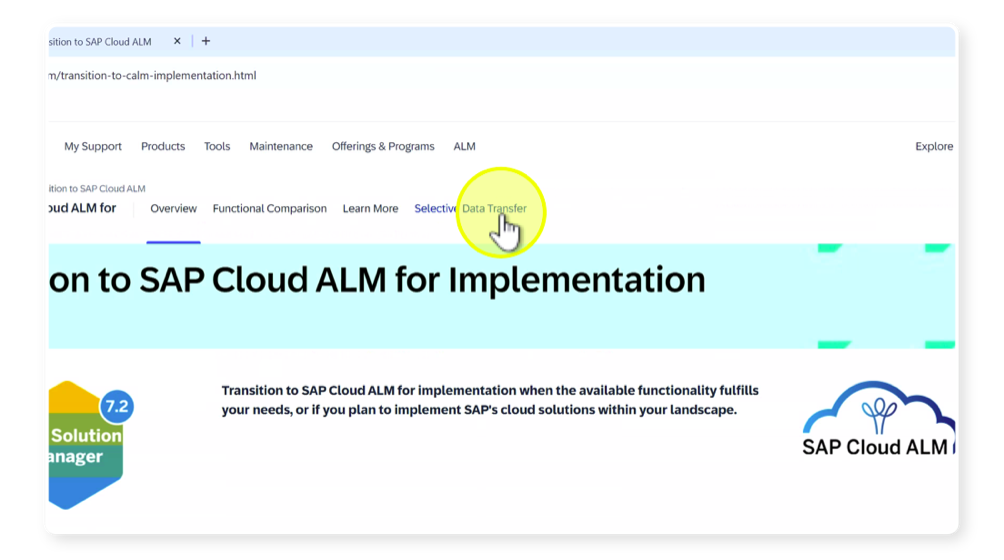 sition to SAP Cloud ALM × +
m/transition-to-calm-implementation.html
My Support Products Tools Maintenance Offerings & Programs ALM Explore
ition to SAP Cloud ALM
oud ALM for Overview Functional Comparison Learn More Selective Data Transfer
on to SAP Cloud ALM for Implementation
7.2
Solution
anager
Transition to SAP Cloud ALM for implementation when the available functionality fulfills
your needs, or if you plan to implement SAP's cloud solutions within your landscape.
SAP Cloud ALM